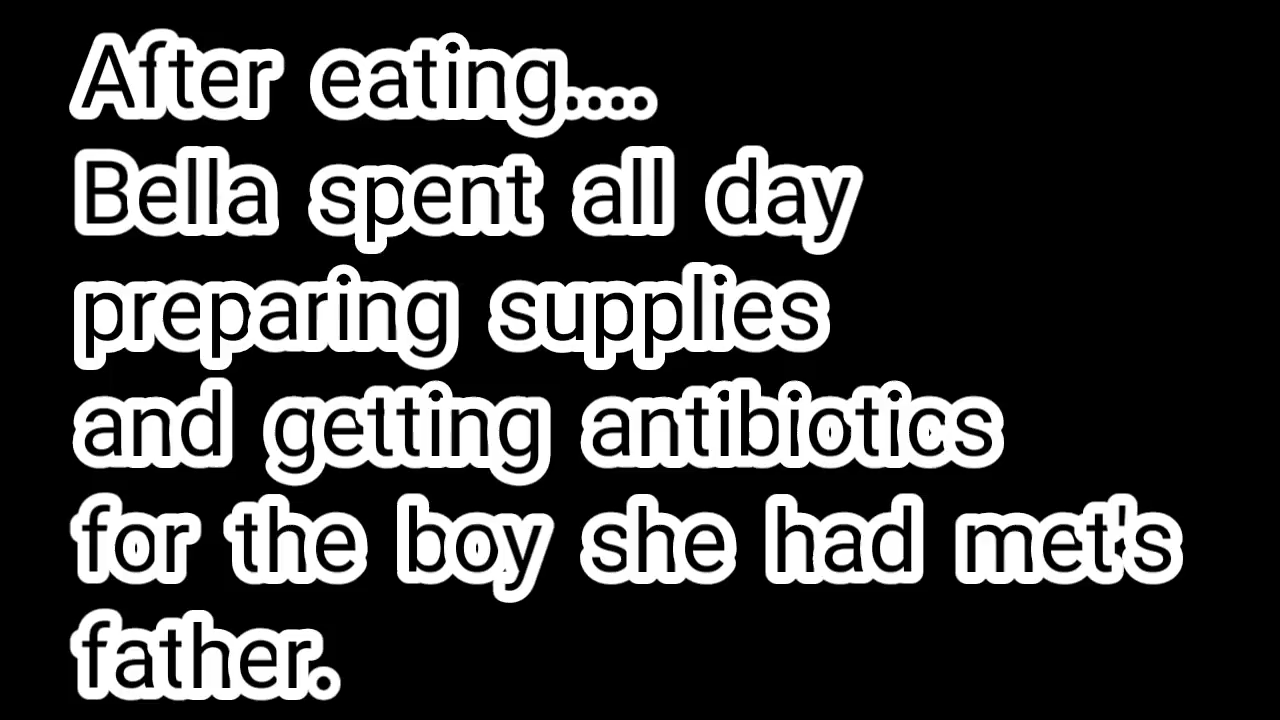 After eating....
Bella spent all day
preparing supplies
and getting antibiotics
for the boy she had met's
father.